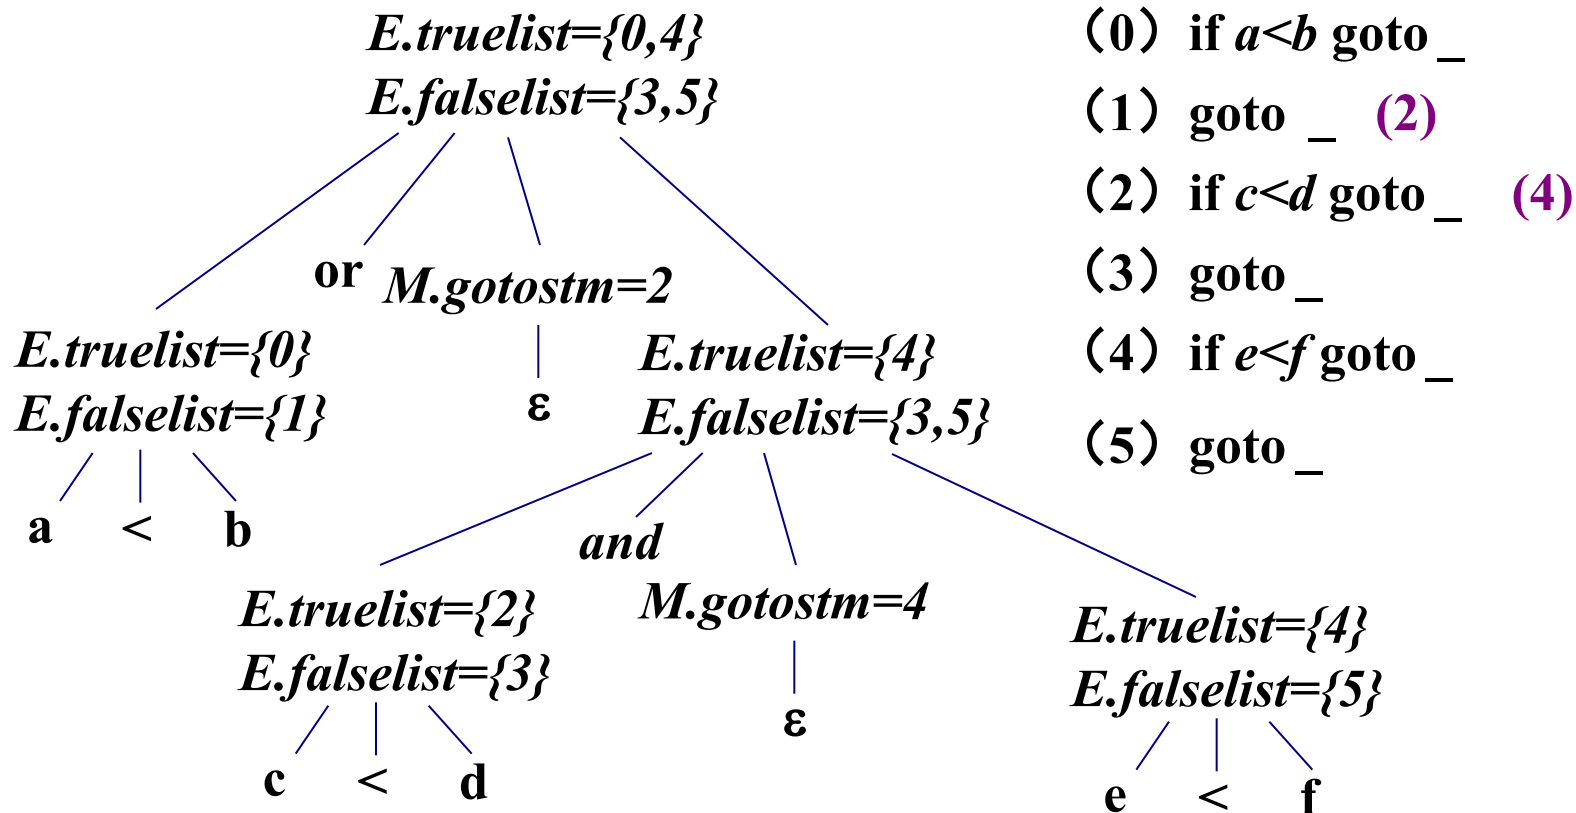 E.truelist={0,4}
E.falselist={3,5}
or
M.gotostm=2
E.truelist={0}
E.falselist={1}
ε
E.truelist={4}
E.falselist={3,5}
a < b
and
E.truelist={2}
E.falselist={3}
M.gotostm=4
E.truelist={4}
E.falselist={5}
ε
c < d
e < f
（0）if a<b goto _
（1）goto _ (2)
（2）if c<d goto _ (4)
（3）goto _
（4）if e<f goto _
（5）goto _